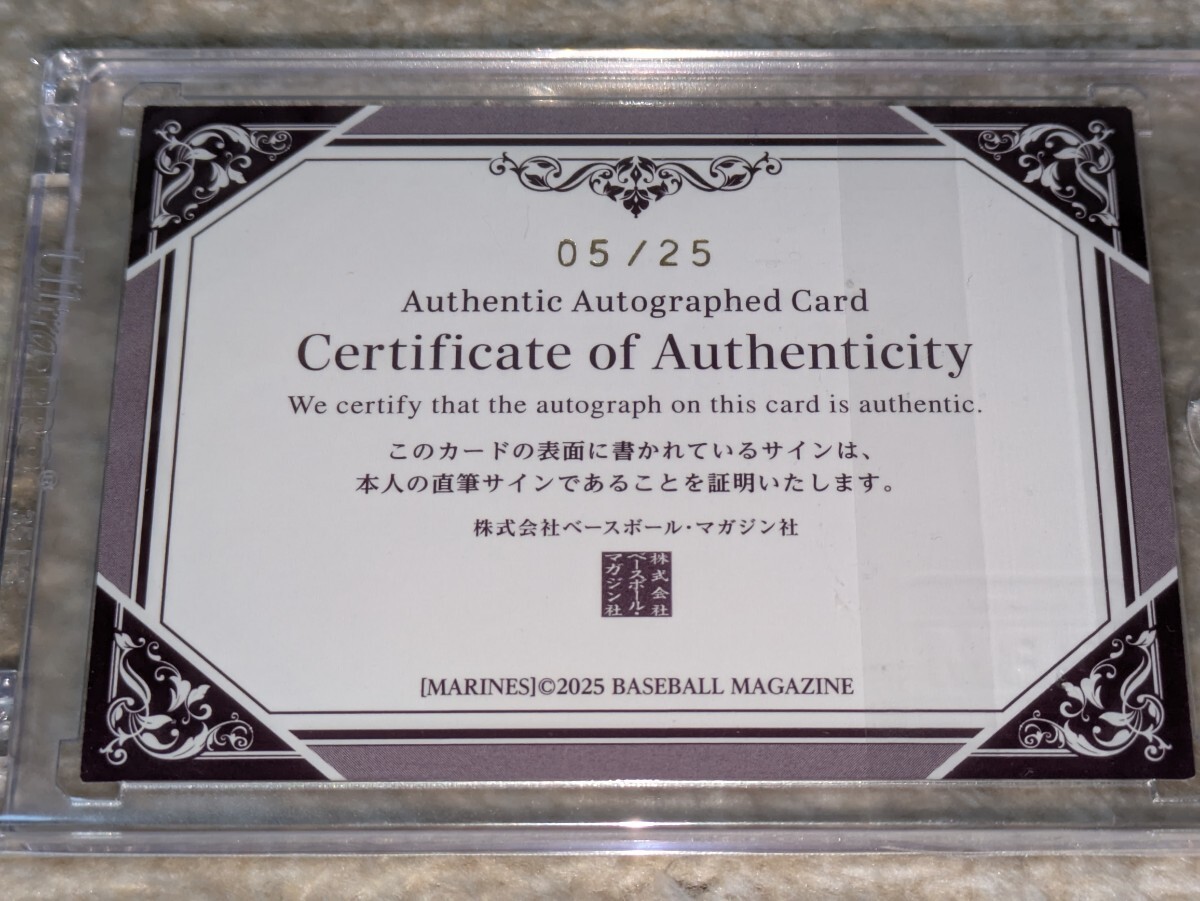 05/25
Authentic Autographed Card
Certificate of Authenticity
We certify that the autograph on this card is authentic.
このカードの表面に書かれているサインは、
本人の直筆サインであることを証明いたします。
株式会社ベースボール・マガジン社
株式会社
ベースボール・
マガジン社
[MARINES]©2025 BASEBALL MAGAZINE